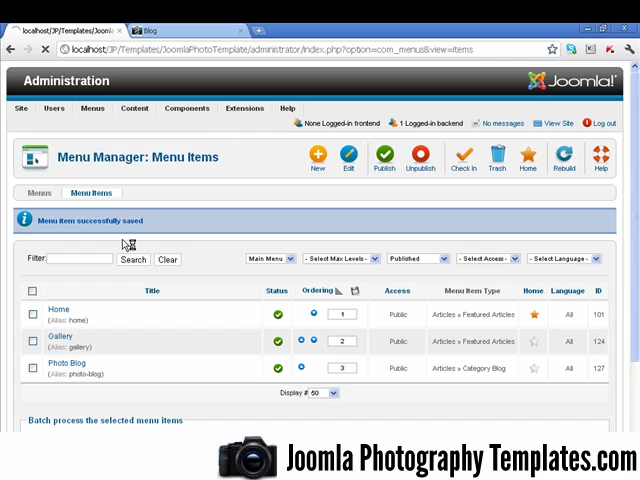 localhost/JP/Templates/Jooml... Blog
localhost/JP/Templates/JoomlaPhotoTemplate/administrator/index.php?option=com_menus&view=items
Administration Joomla!
Site Users Menus Content Components Extensions Help
None Logged-in frontend 1 Logged-in backend No messages View Site Log out
Menu Manager: Menu Items New Edit Publish Unpublish Check In Trash Home Rebuild Help
Menus Menu Items
Menu item successfully saved
Filter: Search Clear Main Menu - Select Max Levels - Published - Select Access - - Select Language -
Title Status Ordering Access Menu Item Type Home Language ID
Home 1 Public Articles » Featured Articles All 101
(Alias: home)
Gallery 2 Public Articles » Featured Articles All 124
(Alias: gallery)
Photo Blog 3 Public Articles » Category Blog All 127
(Alias: photo-blog)
Display # 50
Batch process the selected menu items
Joomla Photography Templates.com